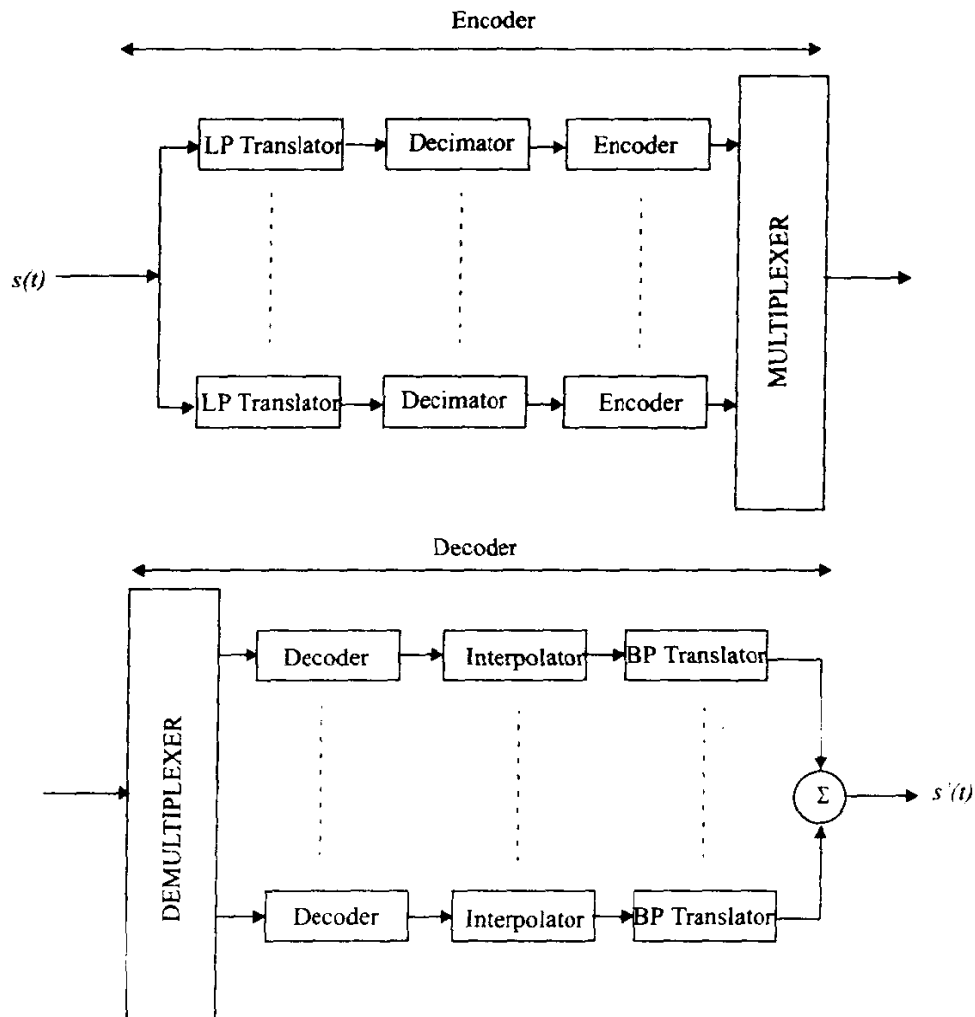 Encoder
LP Translator
Decimator
Encoder
s(t)
MULTIPLEXER
LP Translator
Decimator
Encoder
Decoder
DEMULTIPLEXER
Decoder
Interpolator
BP Translator
Σ
s'(t)
Decoder
Interpolator
BP Translator